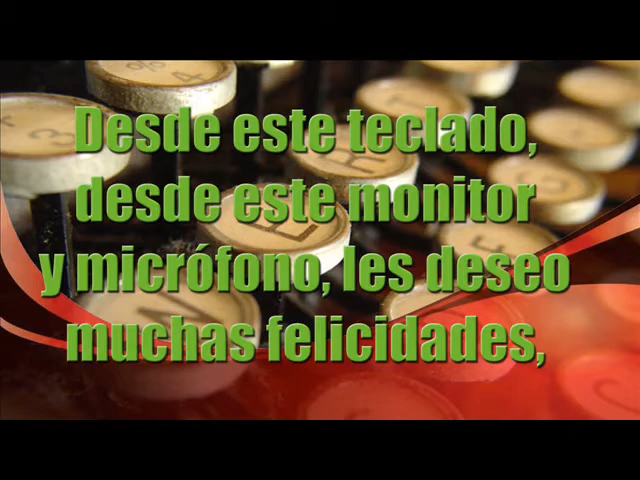 Desde este teclado,
desde este monitor
y micrófono, les deseo
muchas felicidades,